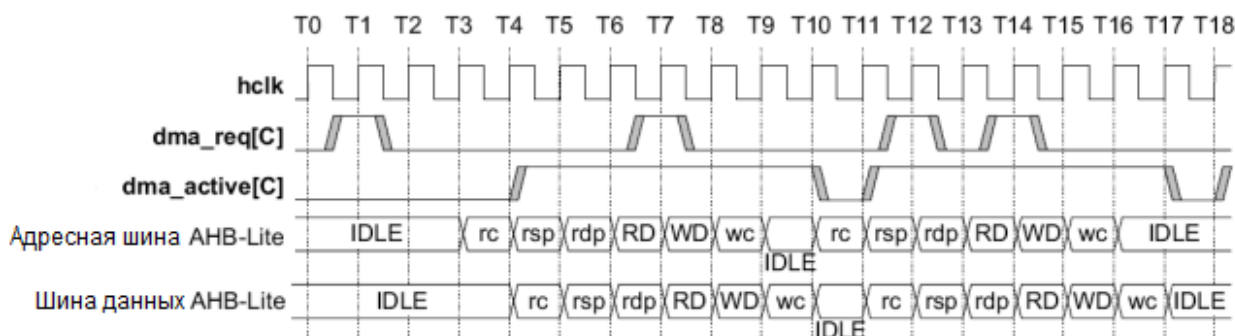 T0 T1 T2 T3 T4 T5 T6 T7 T8 T9 T10 T11 T12 T13 T14 T15 T16 T17 T18
hclk
dma_req[C]
dma_active[C]
Адресная шина AHB-Lite IDLE rc rsp rdp RD WD wc rc rsp rdp RD WD wc IDLE
IDLE
Шина данных AHB-Lite IDLE rc rsp rdp RD WD wc rc rsp rdp RD WD wc IDLE
IDLE